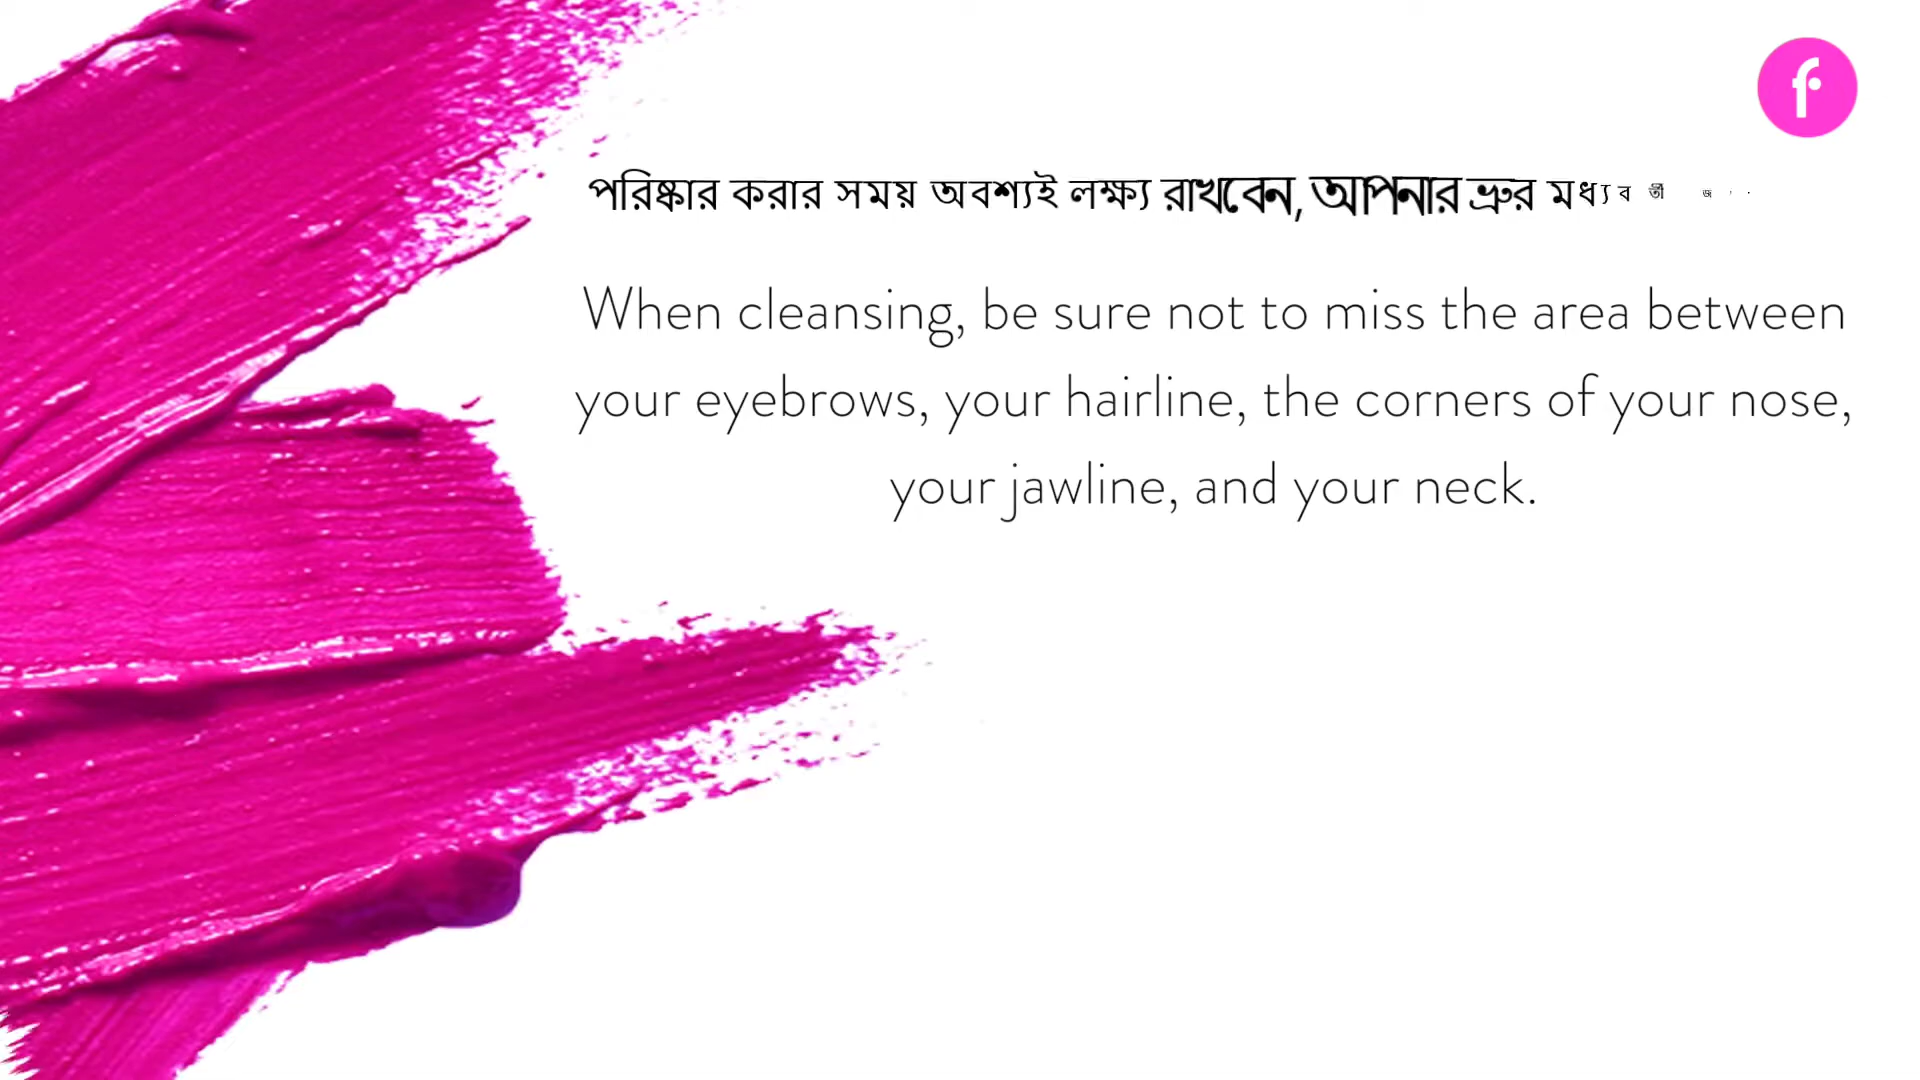 পরিষ্কার করার সময় অবশ্যই লক্ষ্য রাখবেন, আপনার ভ্রুর মধ্যবর্তী
When cleansing, be sure not to miss the area between
your eyebrows, your hairline, the corners of your nose,
your jawline, and your neck.